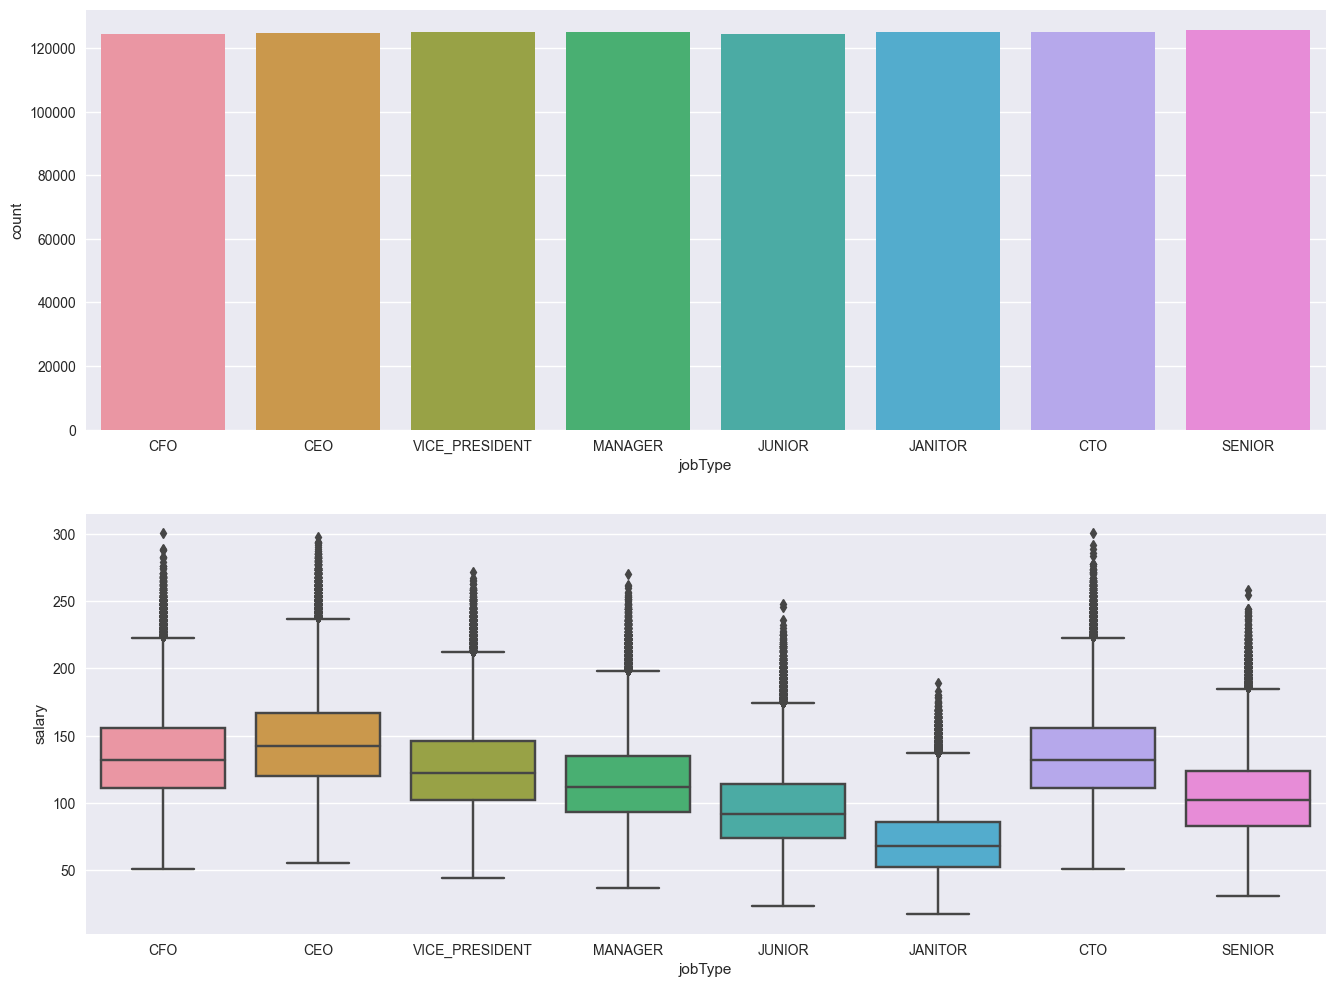 120000
100000
80000
60000
40000
20000
0
count
CFO CEO VICE_PRESIDENT MANAGER JUNIOR JANITOR CTO SENIOR
jobType
300
250
200
150
100
50
salary
CFO CEO VICE_PRESIDENT MANAGER JUNIOR JANITOR CTO SENIOR
jobType